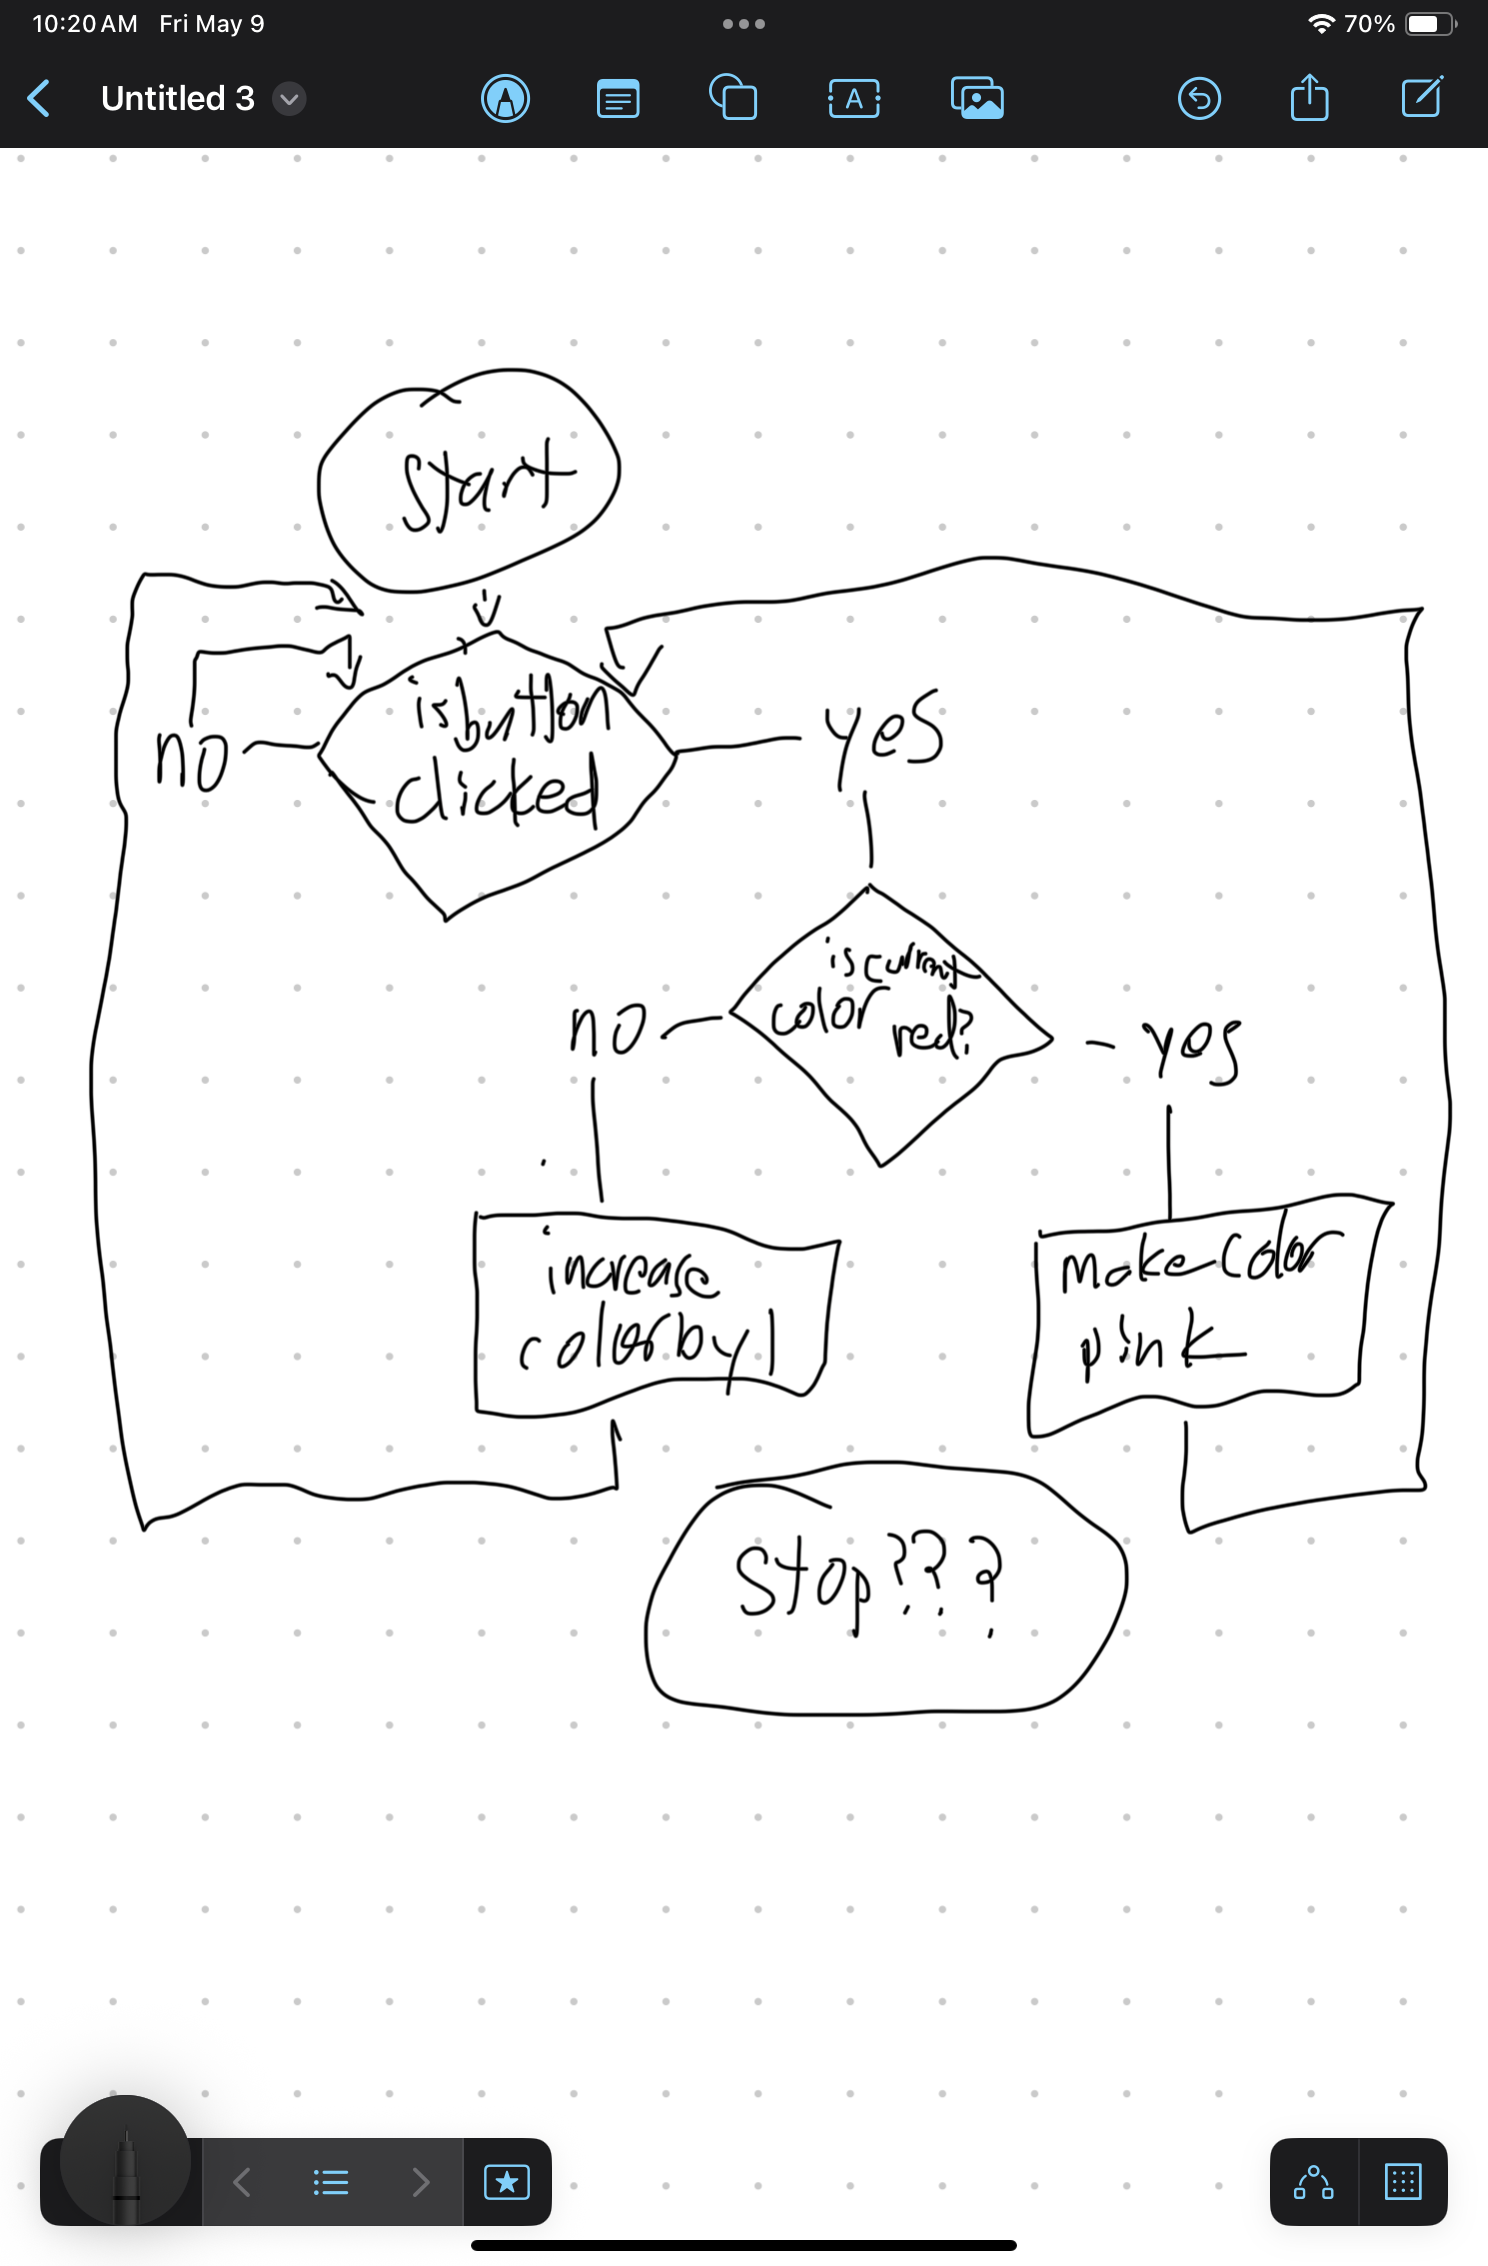 10:20 AM Fri May 9
70%
Untitled 3
A
start
is button
clicked
no
yes
is current
color
red?
no
yes
increase
color by 1
make color
pink
Stop???